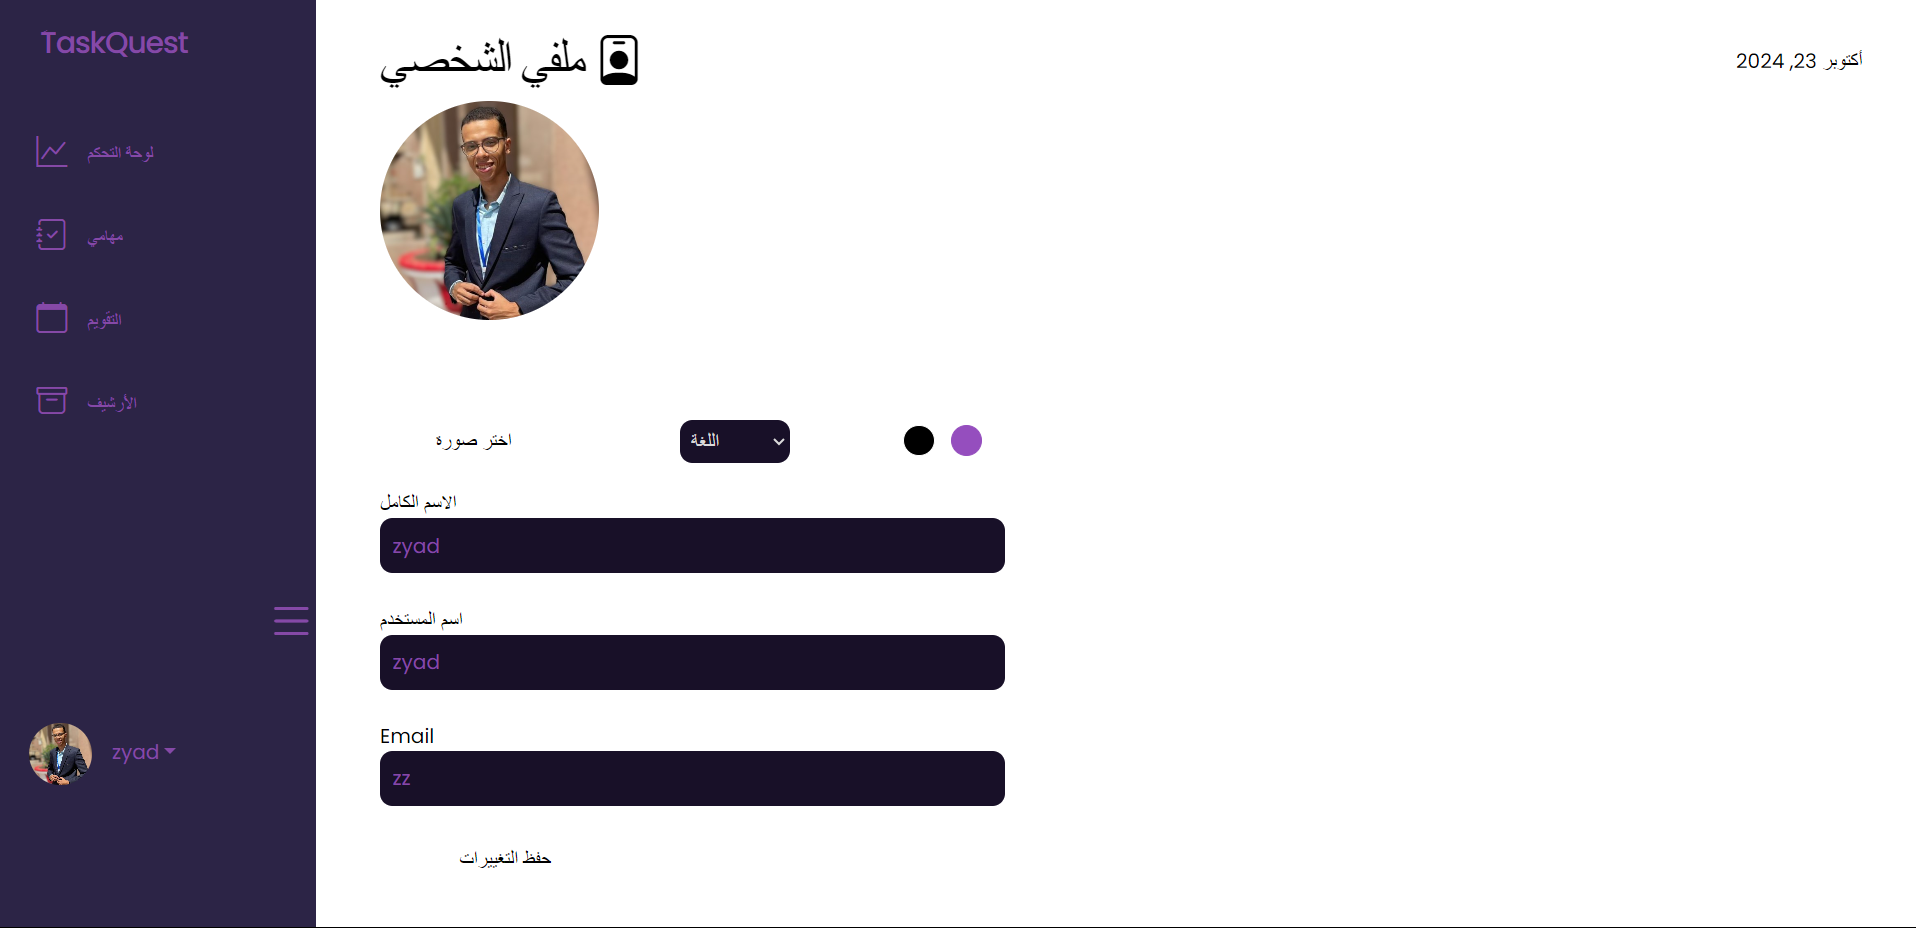 TaskQuest
لوحة التحكم
مهامي
التقويم
الأرشيف
zyad
ملفي الشخصي
أكتوبر 23, 2024
اختر صورة
اللغة
الاسم الكامل
zyad
اسم المستخدم
zyad
Email
zz
حفظ التغييرات